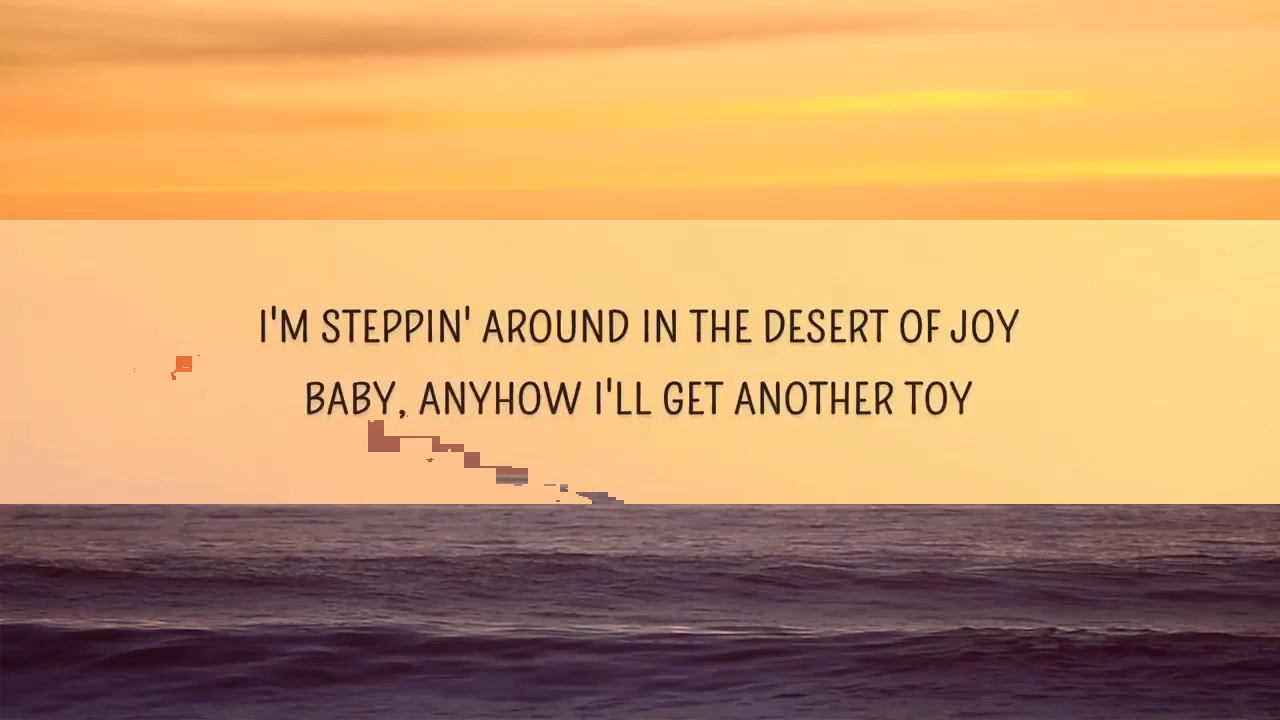 I'M STEPPIN' AROUND IN THE DESERT OF JOY
BABY, ANYHOW I'LL GET ANOTHER TOY